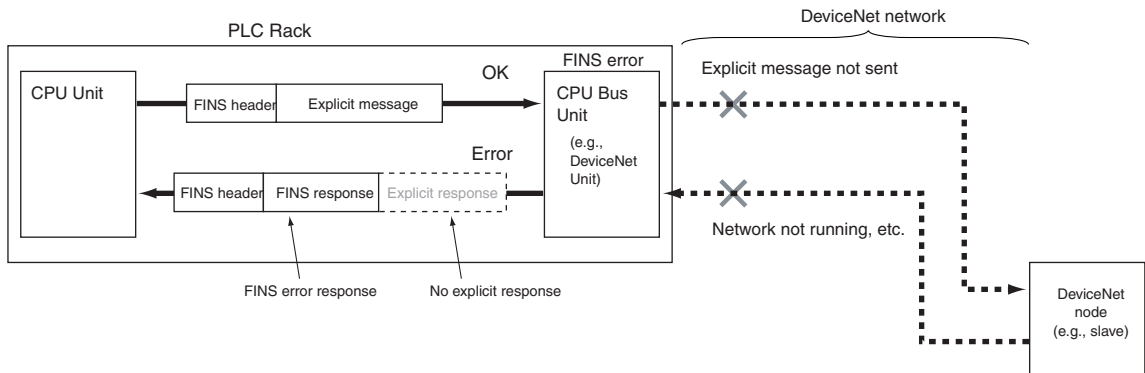 DeviceNet network
PLC Rack
FINS error
CPU Unit
FINS header
Explicit message
OK
CPU Bus
Unit
(e.g.,
DeviceNet
Unit)
Explicit message not sent
Error
FINS header
FINS response
Explicit response
Network not running, etc.
FINS error response
No explicit response
DeviceNet
node
(e.g., slave)